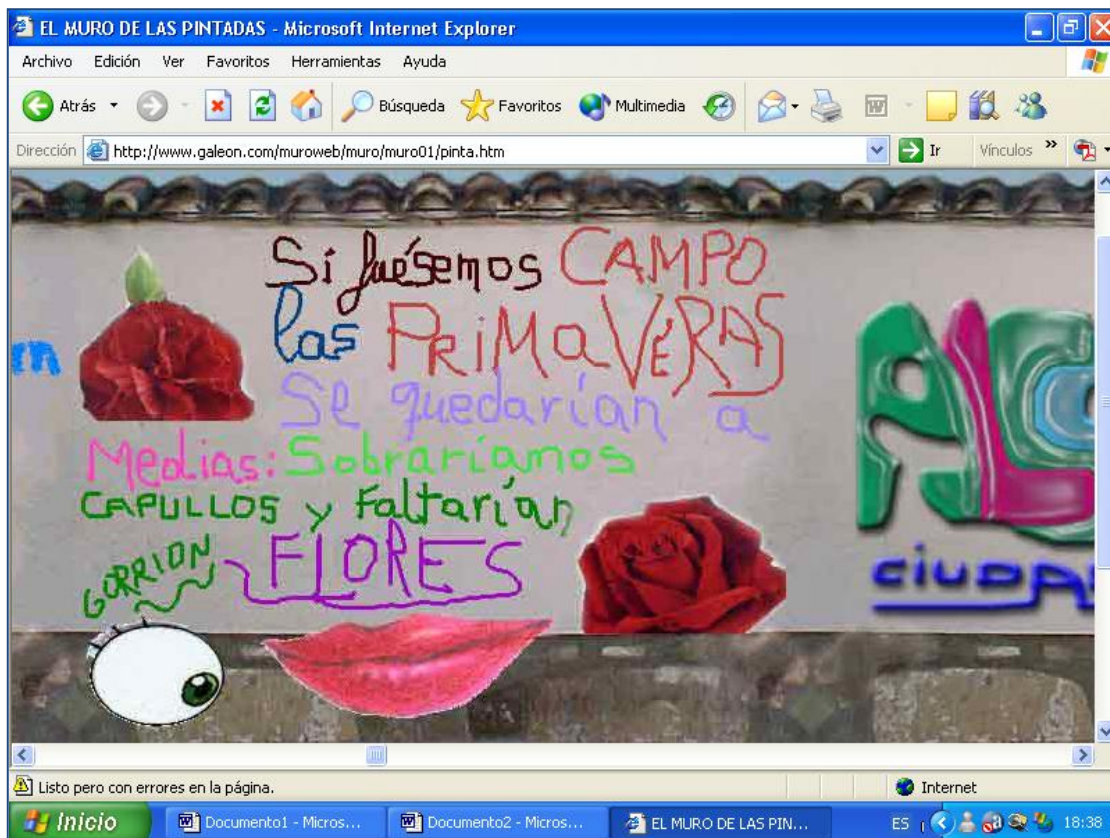 EL MURO DE LAS PINTADAS - Microsoft Internet Explorer
Archivo Edición Ver Favoritos Herramientas Ayuda
Atrás Búsqueda Favoritos Multimedia
Dirección http://www.galeon.com/muroweb/muro/muro01/pinta.htm Ir Vínculos »
Si fuésemos CAMPO
las PRiMaVÉRAS
Se quedarían a
Medias: Sobraríamos
CAPULLOS y Faltarían
FLORES
GORRION
ALC
ciuda
Listo pero con errores en la página. Internet
Inicio Documento1 - Micros... Documento2 - Micros... EL MURO DE LAS PIN... ES 18:38